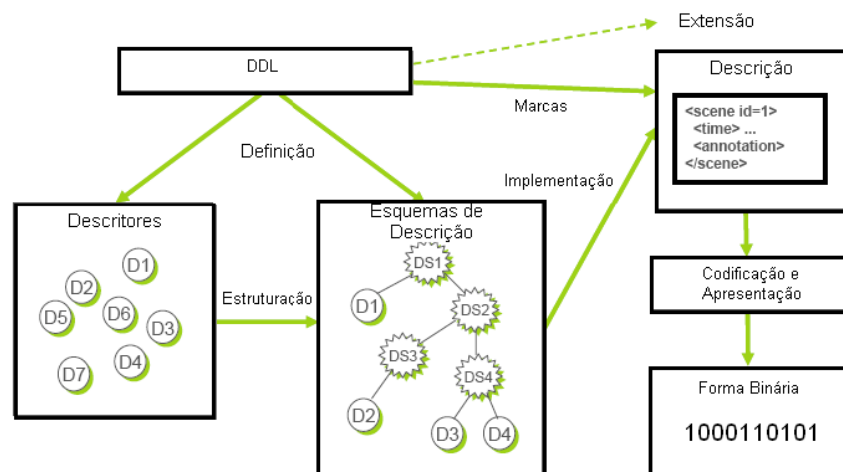 Extensão
DDL
Descrição
Marcas
<scene id=1>
<time> ...
<annotation>
</scene>
Definição
Implementação
Descritores
Esquemas de
Descrição
D1
D2
D5
D6
D3
D4
D7
Estruturação
DS1
D1
DS2
DS3
DS4
D2
D3
D4
Codificação e
Apresentação
Forma Binária
1000110101